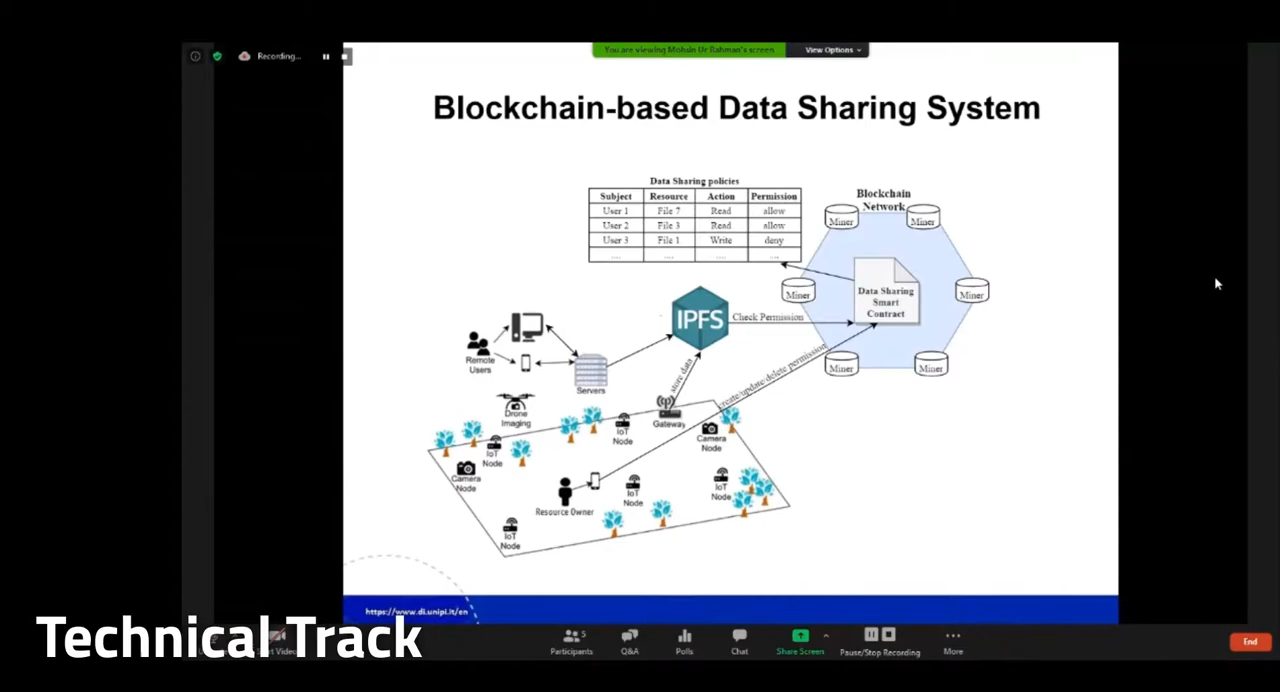 Recording...
You are viewing Mohsin Ur Rahman's screen
View Options
Blockchain-based Data Sharing System
Data Sharing policies
Subject Resource Action Permission
User 1 File 7 Read allow
User 2 File 3 Read allow
User 3 File 1 Write deny
.... .... .... ....
Blockchain
Network
Miner
Miner
Miner
Miner
Miner
Miner
Data Sharing
Smart
Contract
IPFS
Check Permission
store data
create/update/delete permission
Remote
Users
Servers
Drone
Imaging
Gateway
IoT
Node
Camera
Node
IoT
Node
Camera
Node
IoT
Node
IoT
Node
Resource Owner
IoT
Node
https://www.di.unipi.it/en
Technical Track
Start Video
Participants
5
Q&A
Polls
Chat
Share Screen
Pause/Stop Recording
More
End